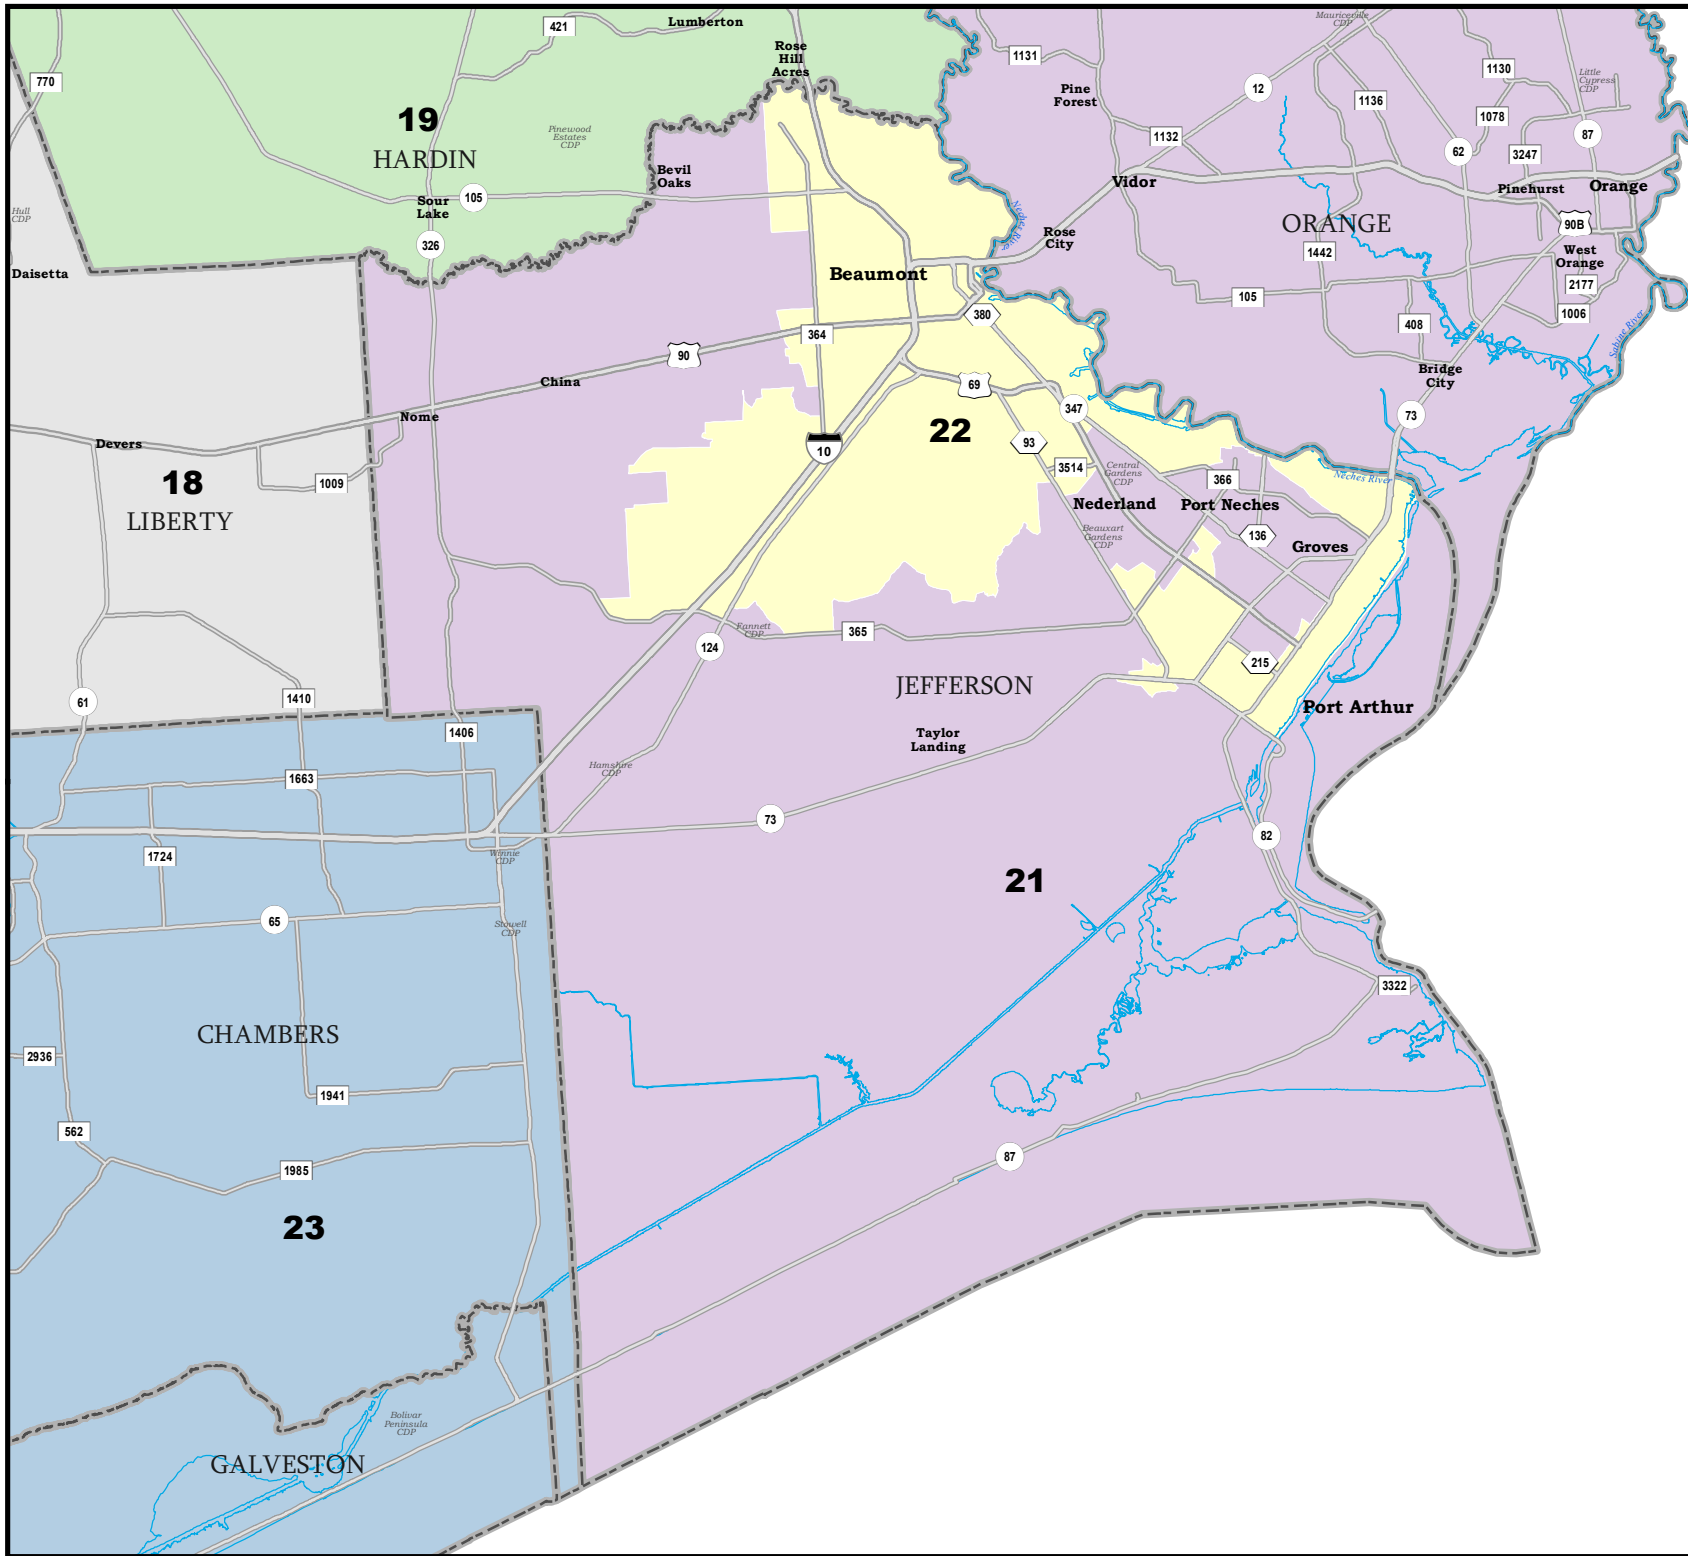 Lumberton
421
Mauriceville
CDP
Rose
Hill
Acres
1131
770
12
Pine
Forest
1130
Little
Cypress
CDP
1136
19
HARDIN
Pinewood
Estates
CDP
1078
87
1132
62
3247
Bevil
Oaks
Vidor
Pinehurst
Orange
Sour
Lake
105
Hull
CDP
Neches River
ORANGE
90B
326
Rose
City
1442
West
Orange
Daisetta
Beaumont
2177
105
1006
380
408
364
Sabine River
90
Bridge
City
China
69
347
73
Nome
22
Devers
93
10
3514
Central
Gardens
CDP
366
Neches River
18
LIBERTY
1009
Nederland
Port Neches
Beauxart
Gardens
CDP
136
Groves
Fannett
CDP
365
124
215
JEFFERSON
61
1410
Port Arthur
1406
Taylor
Landing
Hamshire
CDP
1663
73
82
1724
Winnie
CDP
21
65
Stowell
CDP
3322
CHAMBERS
2936
1941
562
87
1985
23
Bolivar
Peninsula
CDP
GALVESTON